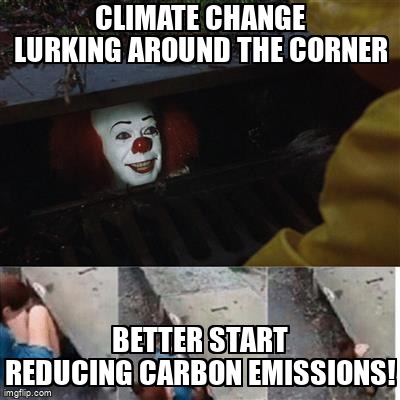 CLIMATE CHANGE
LURKING AROUND THE CORNER
BETTER START
REDUCING CARBON EMISSIONS!
imgflip.com